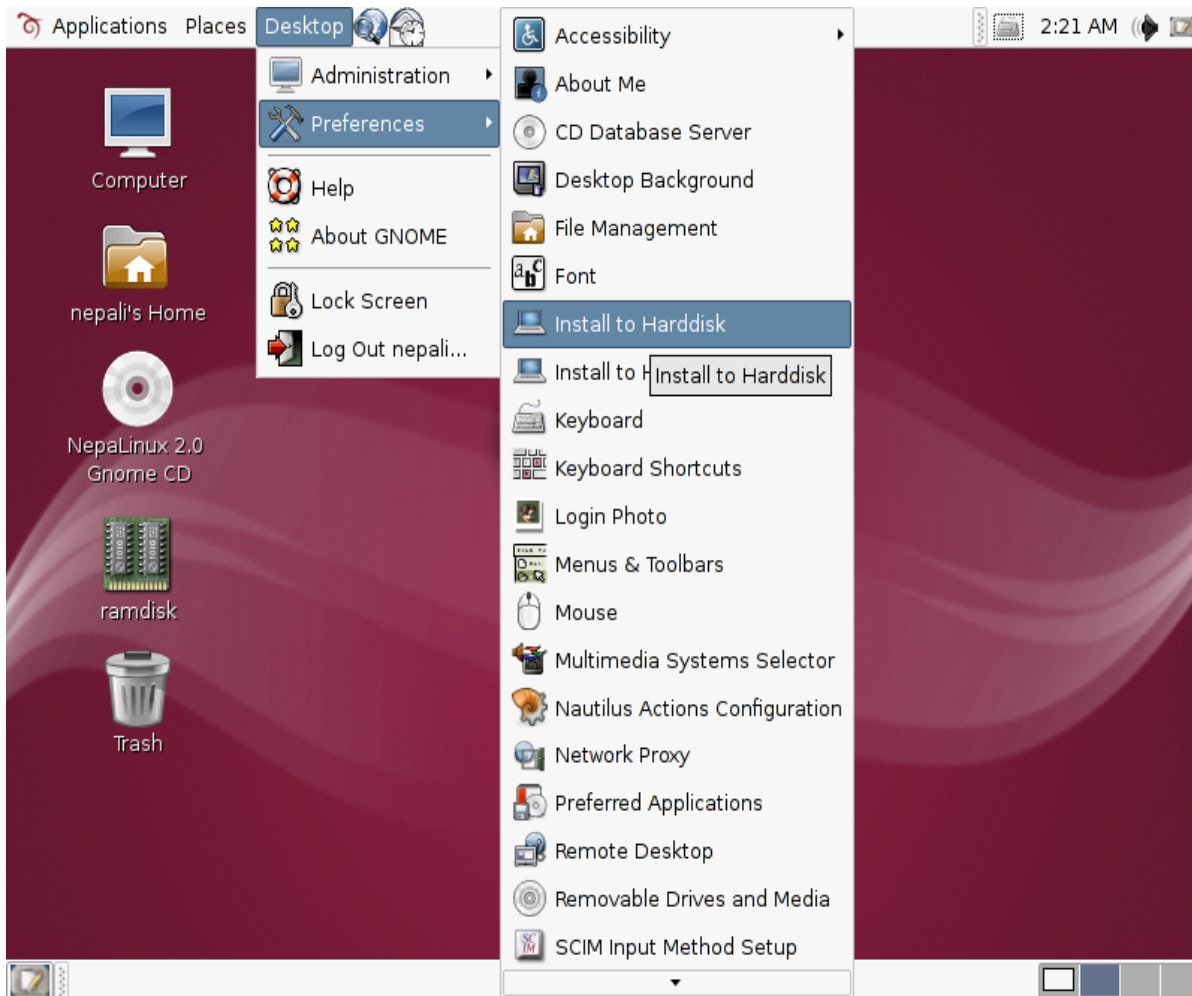 Applications Places Desktop
2:21 AM
Administration
Preferences
Help
About GNOME
Lock Screen
Log Out nepali...
Accessibility
About Me
CD Database Server
Desktop Background
File Management
Font
Install to Harddisk
Install to
Install to Harddisk
Keyboard
Keyboard Shortcuts
Login Photo
Menus & Toolbars
Mouse
Multimedia Systems Selector
Nautilus Actions Configuration
Network Proxy
Preferred Applications
Remote Desktop
Removable Drives and Media
SCIM Input Method Setup
Computer
nepali's Home
NepaLinux 2.0
Gnome CD
ramdisk
Trash